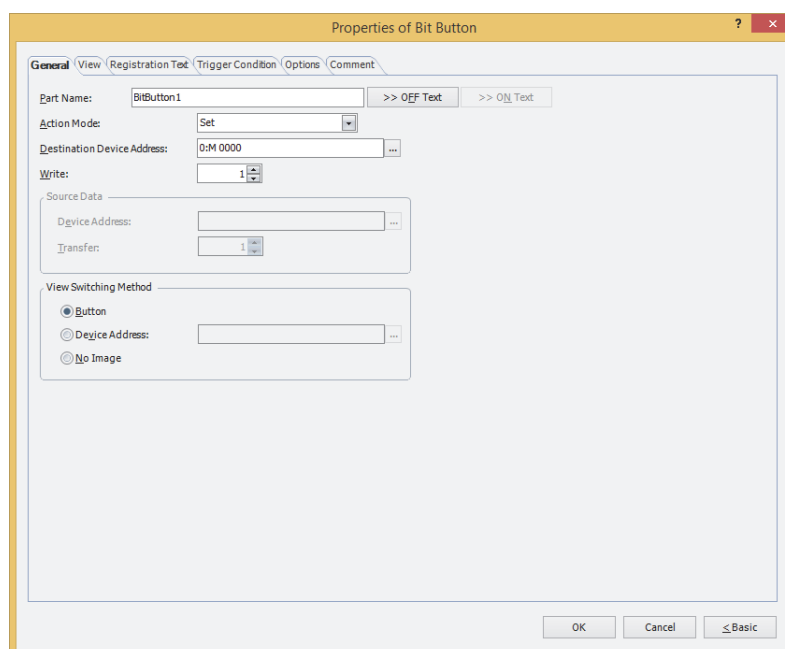 Properties of Bit Button ? ×
General View Registration Text Trigger Condition Options Comment
Part Name: BitButton1 >> OFF Text >> ON Text
Action Mode: Set
Destination Device Address: 0:M 0000 ...
Write: 1
Source Data
Device Address: ...
Transfer: 1
View Switching Method
Button
Device Address: ...
No Image
OK Cancel < Basic